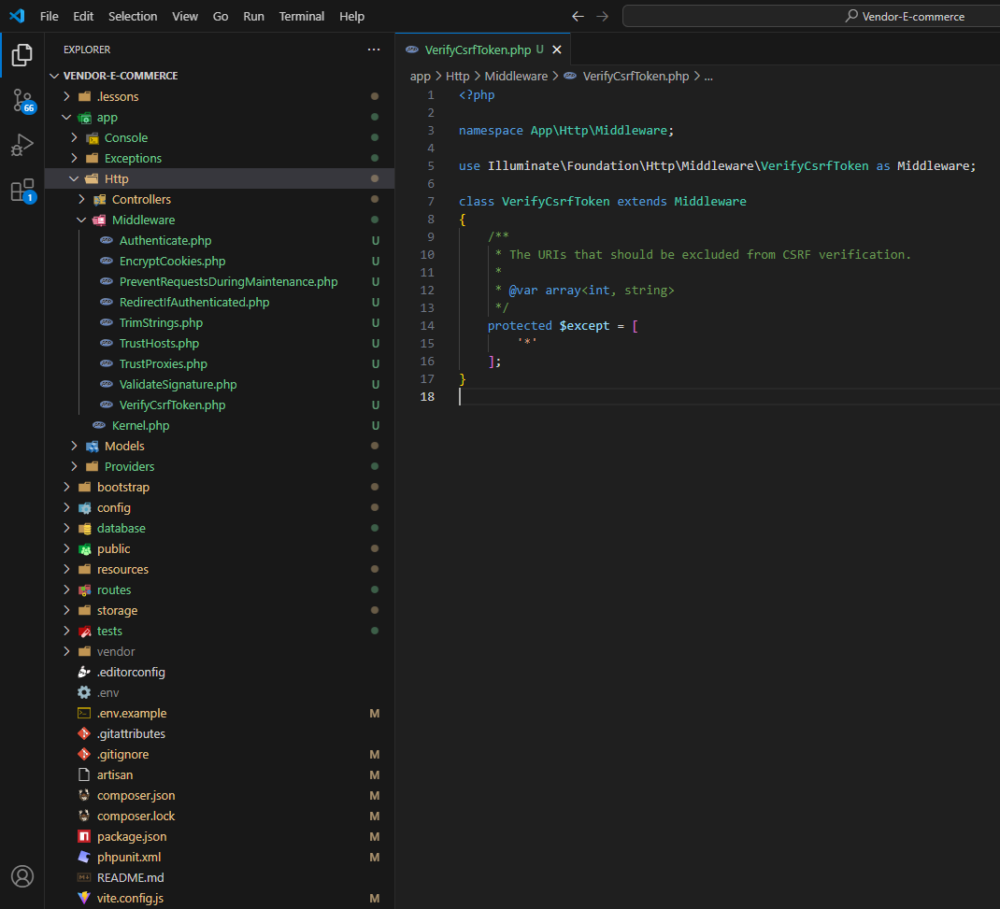 File Edit Selection View Go Run Terminal Help
Vendor-E-commerce
EXPLORER
VENDOR-E-COMMERCE
.lessons
app
Console
Exceptions
Http
Controllers
Middleware
Authenticate.php U
EncryptCookies.php U
PreventRequestsDuringMaintenance.php U
RedirectIfAuthenticated.php U
TrimStrings.php U
TrustHosts.php U
TrustProxies.php U
ValidateSignature.php U
VerifyCsrfToken.php U
Kernel.php U
Models
Providers
bootstrap
config
database
public
resources
routes
storage
tests
vendor
.editorconfig
.env
.env.example M
.gitattributes
.gitignore M
artisan M
composer.json M
composer.lock M
package.json M
phpunit.xml M
README.md
vite.config.js M
66
1
VerifyCsrfToken.php U
app > Http > Middleware > VerifyCsrfToken.php > ...
1 <?php
2
3 namespace App\Http\Middleware;
4
5 use Illuminate\Foundation\Http\Middleware\VerifyCsrfToken as Middleware;
6
7 class VerifyCsrfToken extends Middleware
8 {
9 /**
10 * The URIs that should be excluded from CSRF verification.
11 *
12 * @var array<int, string>
13 */
14 protected $except = [
15 '*'
16 ];
17 }
18